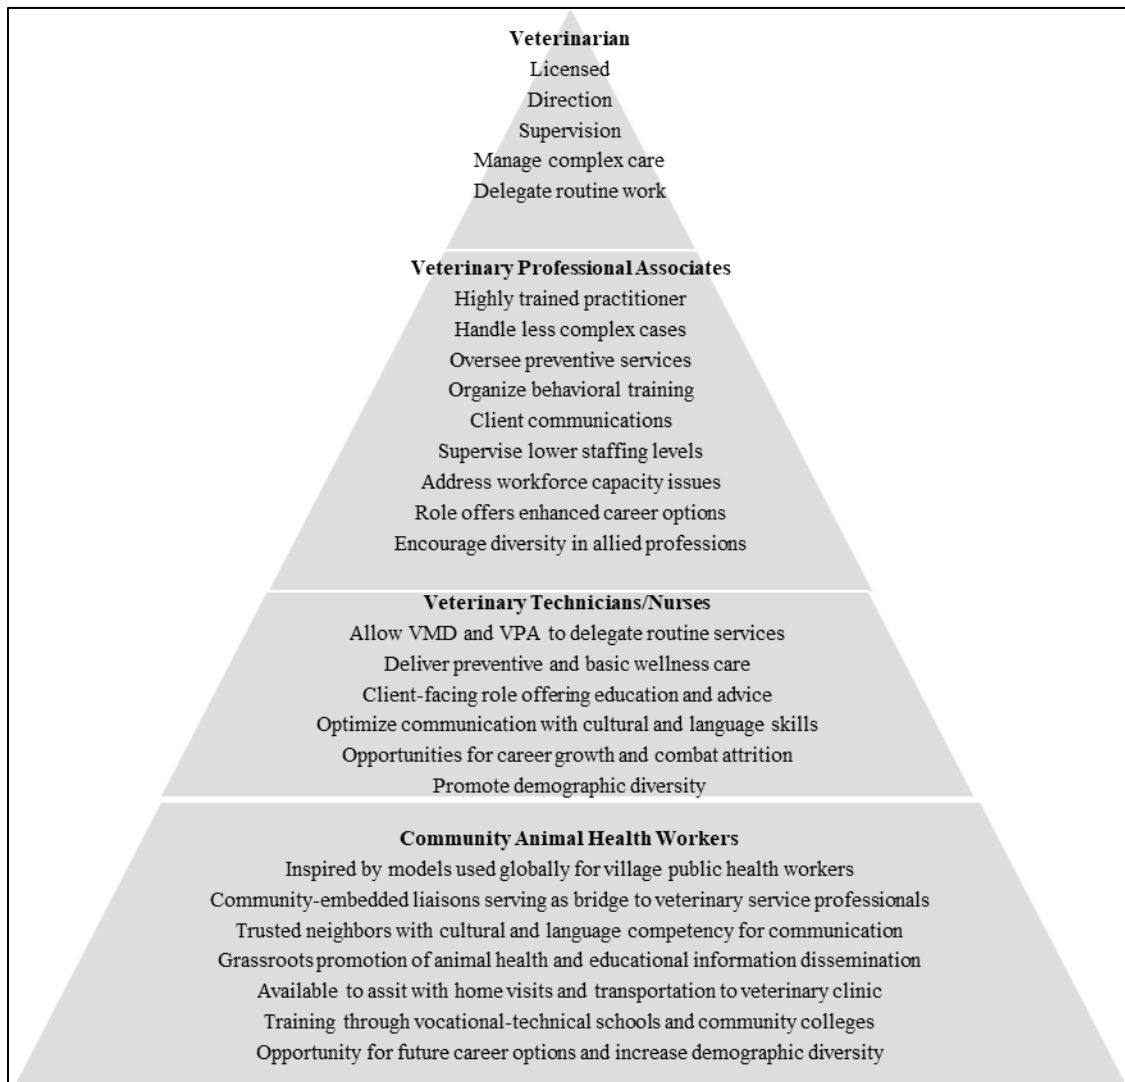 Veterinarian
Licensed
Direction
Supervision
Manage complex care
Delegate routine work
Veterinary Professional Associates
Highly trained practitioner
Handle less complex cases
Oversee preventive services
Organize behavioral training
Client communications
Supervise lower staffing levels
Address workforce capacity issues
Role offers enhanced career options
Encourage diversity in allied professions
Veterinary Technicians/Nurses
Allow VMD and VPA to delegate routine services
Deliver preventive and basic wellness care
Client-facing role offering education and advice
Optimize communication with cultural and language skills
Opportunities for career growth and combat attrition
Promote demographic diversity
Community Animal Health Workers
Inspired by models used globally for village public health workers
Community-embedded liaisons serving as bridge to veterinary service professionals
Trusted neighbors with cultural and language competency for communication
Grassroots promotion of animal health and educational information dissemination
Available to assit with home visits and transportation to veterinary clinic
Training through vocational-technical schools and community colleges
Opportunity for future career options and increase demographic diversity